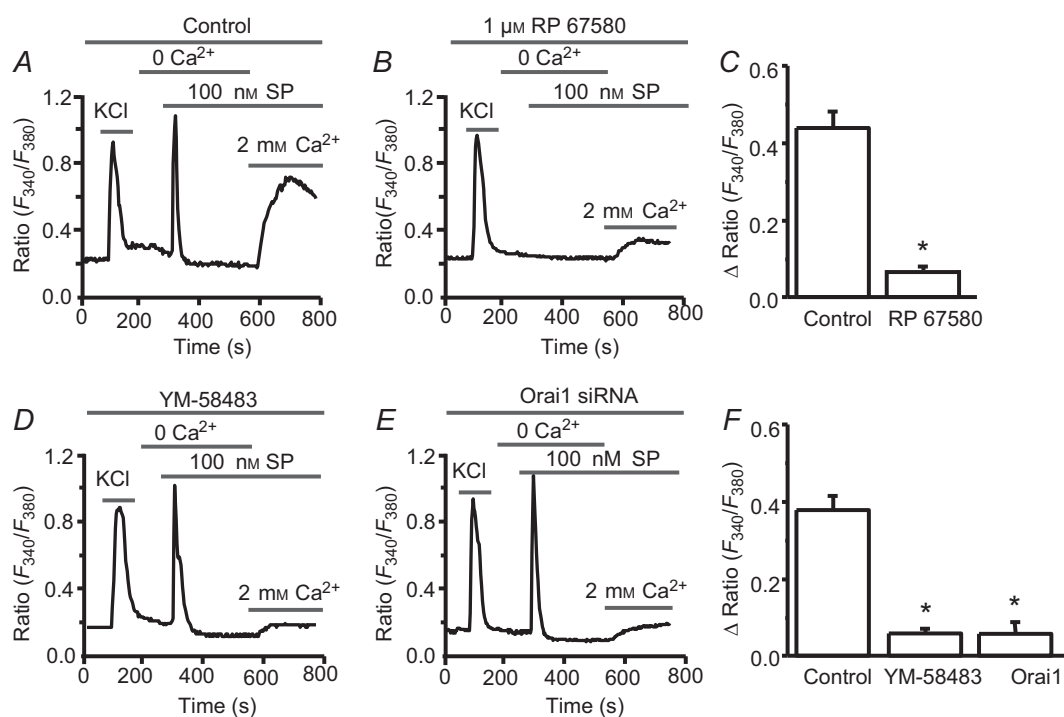 Control
A
0 Ca²⁺
100 nM SP
KCl
2 mM Ca²⁺
Ratio (F₃₄₀/F₃₈₀)
1.2
0.8
0.4
0.0
0 200 400 600 800
Time (s)
1 µM RP 67580
B
0 Ca²⁺
100 nM SP
KCl
2 mM Ca²⁺
Ratio(F₃₄₀/F₃₈₀)
1.2
0.8
0.4
0.0
0 200 400 600 800
Time (s)
C
Δ Ratio (F₃₄₀/F₃₈₀)
0.6
0.4
0.2
0.0
*
Control RP 67580
YM-58483
D
0 Ca²⁺
100 nM SP
KCl
2 mM Ca²⁺
Ratio (F₃₄₀/F₃₈₀)
1.2
0.8
0.4
0.0
0 200 400 600 800
Time (s)
Orai1 siRNA
E
0 Ca²⁺
100 nM SP
KCl
2 mM Ca²⁺
Ratio (F₃₄₀/F₃₈₀)
1.2
0.8
0.4
0.0
0 200 400 600 800
Time (s)
F
Δ Ratio (F₃₄₀/F₃₈₀)
0.6
0.4
0.2
0.0
* *
Control YM-58483 Orai1